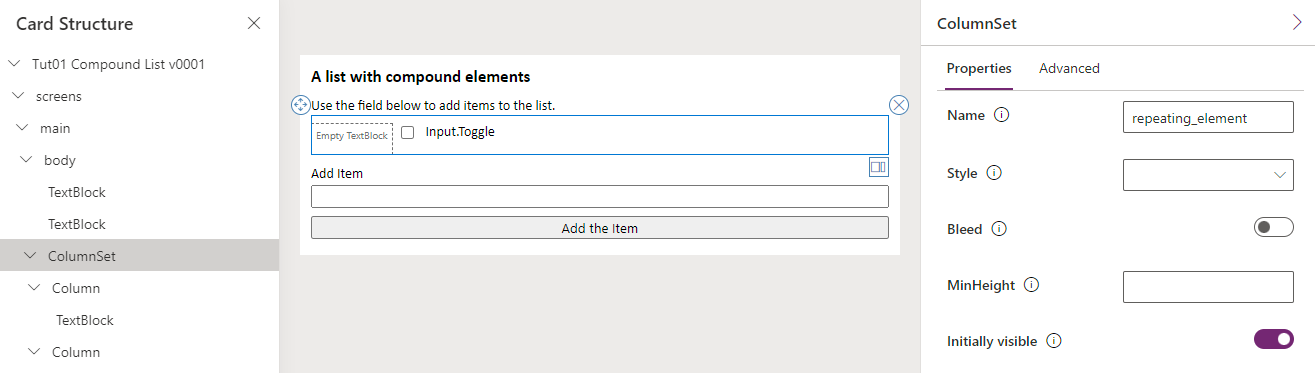 Card Structure
Tut01 Compound List v0001
screens
main
body
TextBlock
TextBlock
ColumnSet
Column
TextBlock
Column
A list with compound elements
Use the field below to add items to the list.
Empty TextBlock
Input.Toggle
Add Item
Add the Item
ColumnSet
Properties Advanced
Name
repeating_element
Style
Bleed
MinHeight
Initially visible